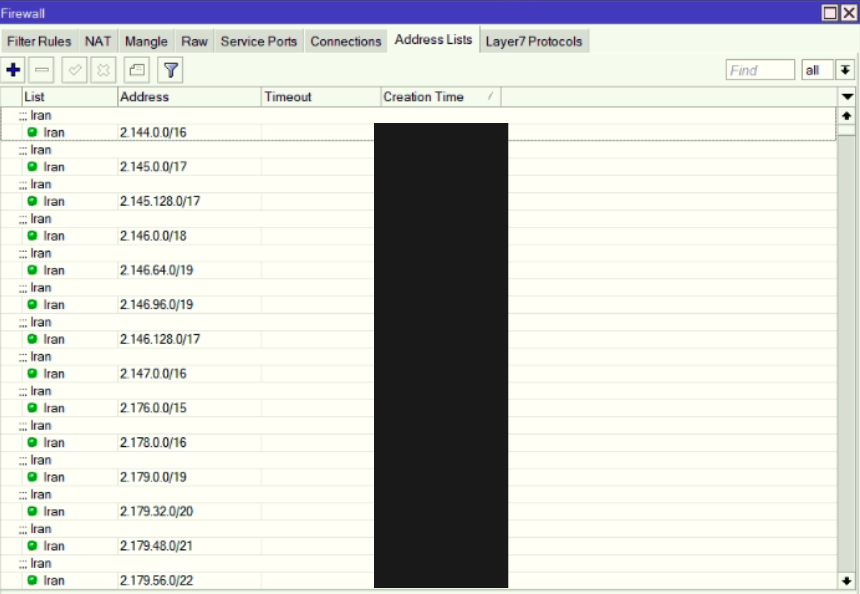 Firewall
Filter Rules NAT Mangle Raw Service Ports Connections Address Lists Layer7 Protocols
Find all
List Address Timeout Creation Time
::: Iran
Iran 2.144.0.0/16
::: Iran
Iran 2.145.0.0/17
::: Iran
Iran 2.145.128.0/17
::: Iran
Iran 2.146.0.0/18
::: Iran
Iran 2.146.64.0/19
::: Iran
Iran 2.146.96.0/19
::: Iran
Iran 2.146.128.0/17
::: Iran
Iran 2.147.0.0/16
::: Iran
Iran 2.176.0.0/15
::: Iran
Iran 2.178.0.0/16
::: Iran
Iran 2.179.0.0/19
::: Iran
Iran 2.179.32.0/20
::: Iran
Iran 2.179.48.0/21
::: Iran
Iran 2.179.56.0/22